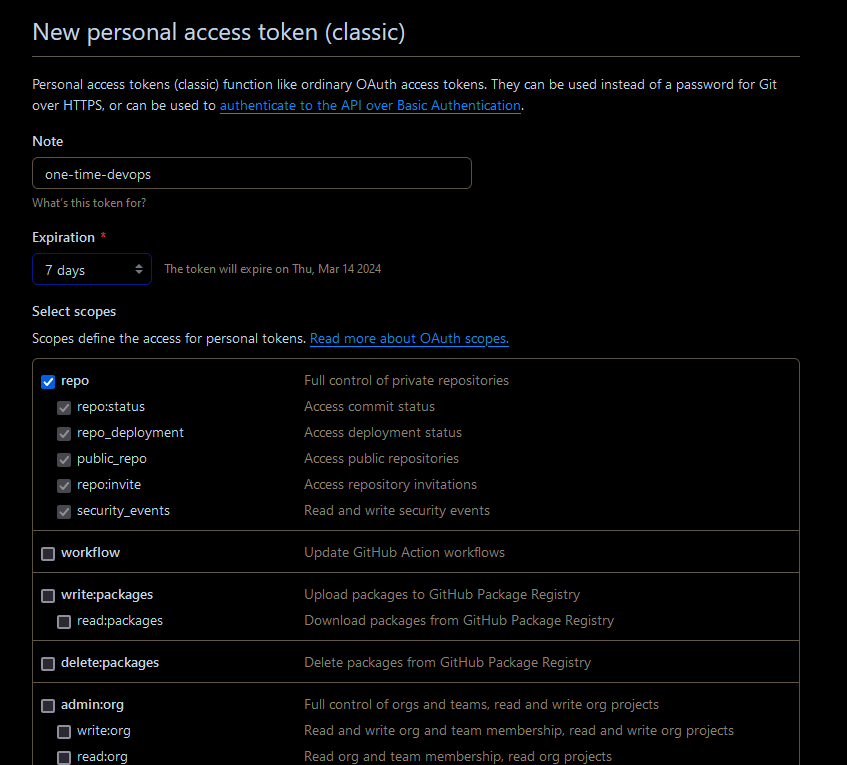 New personal access token (classic)
Personal access tokens (classic) function like ordinary OAuth access tokens. They can be used instead of a password for Git
over HTTPS, or can be used to authenticate to the API over Basic Authentication.
Note
one-time-devops
What's this token for?
Expiration *
7 days The token will expire on Thu, Mar 14 2024
Select scopes
Scopes define the access for personal tokens. Read more about OAuth scopes.
repo Full control of private repositories
repo:status Access commit status
repo_deployment Access deployment status
public_repo Access public repositories
repo:invite Access repository invitations
security_events Read and write security events
workflow Update GitHub Action workflows
write:packages Upload packages to GitHub Package Registry
read:packages Download packages from GitHub Package Registry
delete:packages Delete packages from GitHub Package Registry
admin:org Full control of orgs and teams, read and write org projects
write:org Read and write org and team membership, read and write org projects
read:org Read org and team membership, read org projects